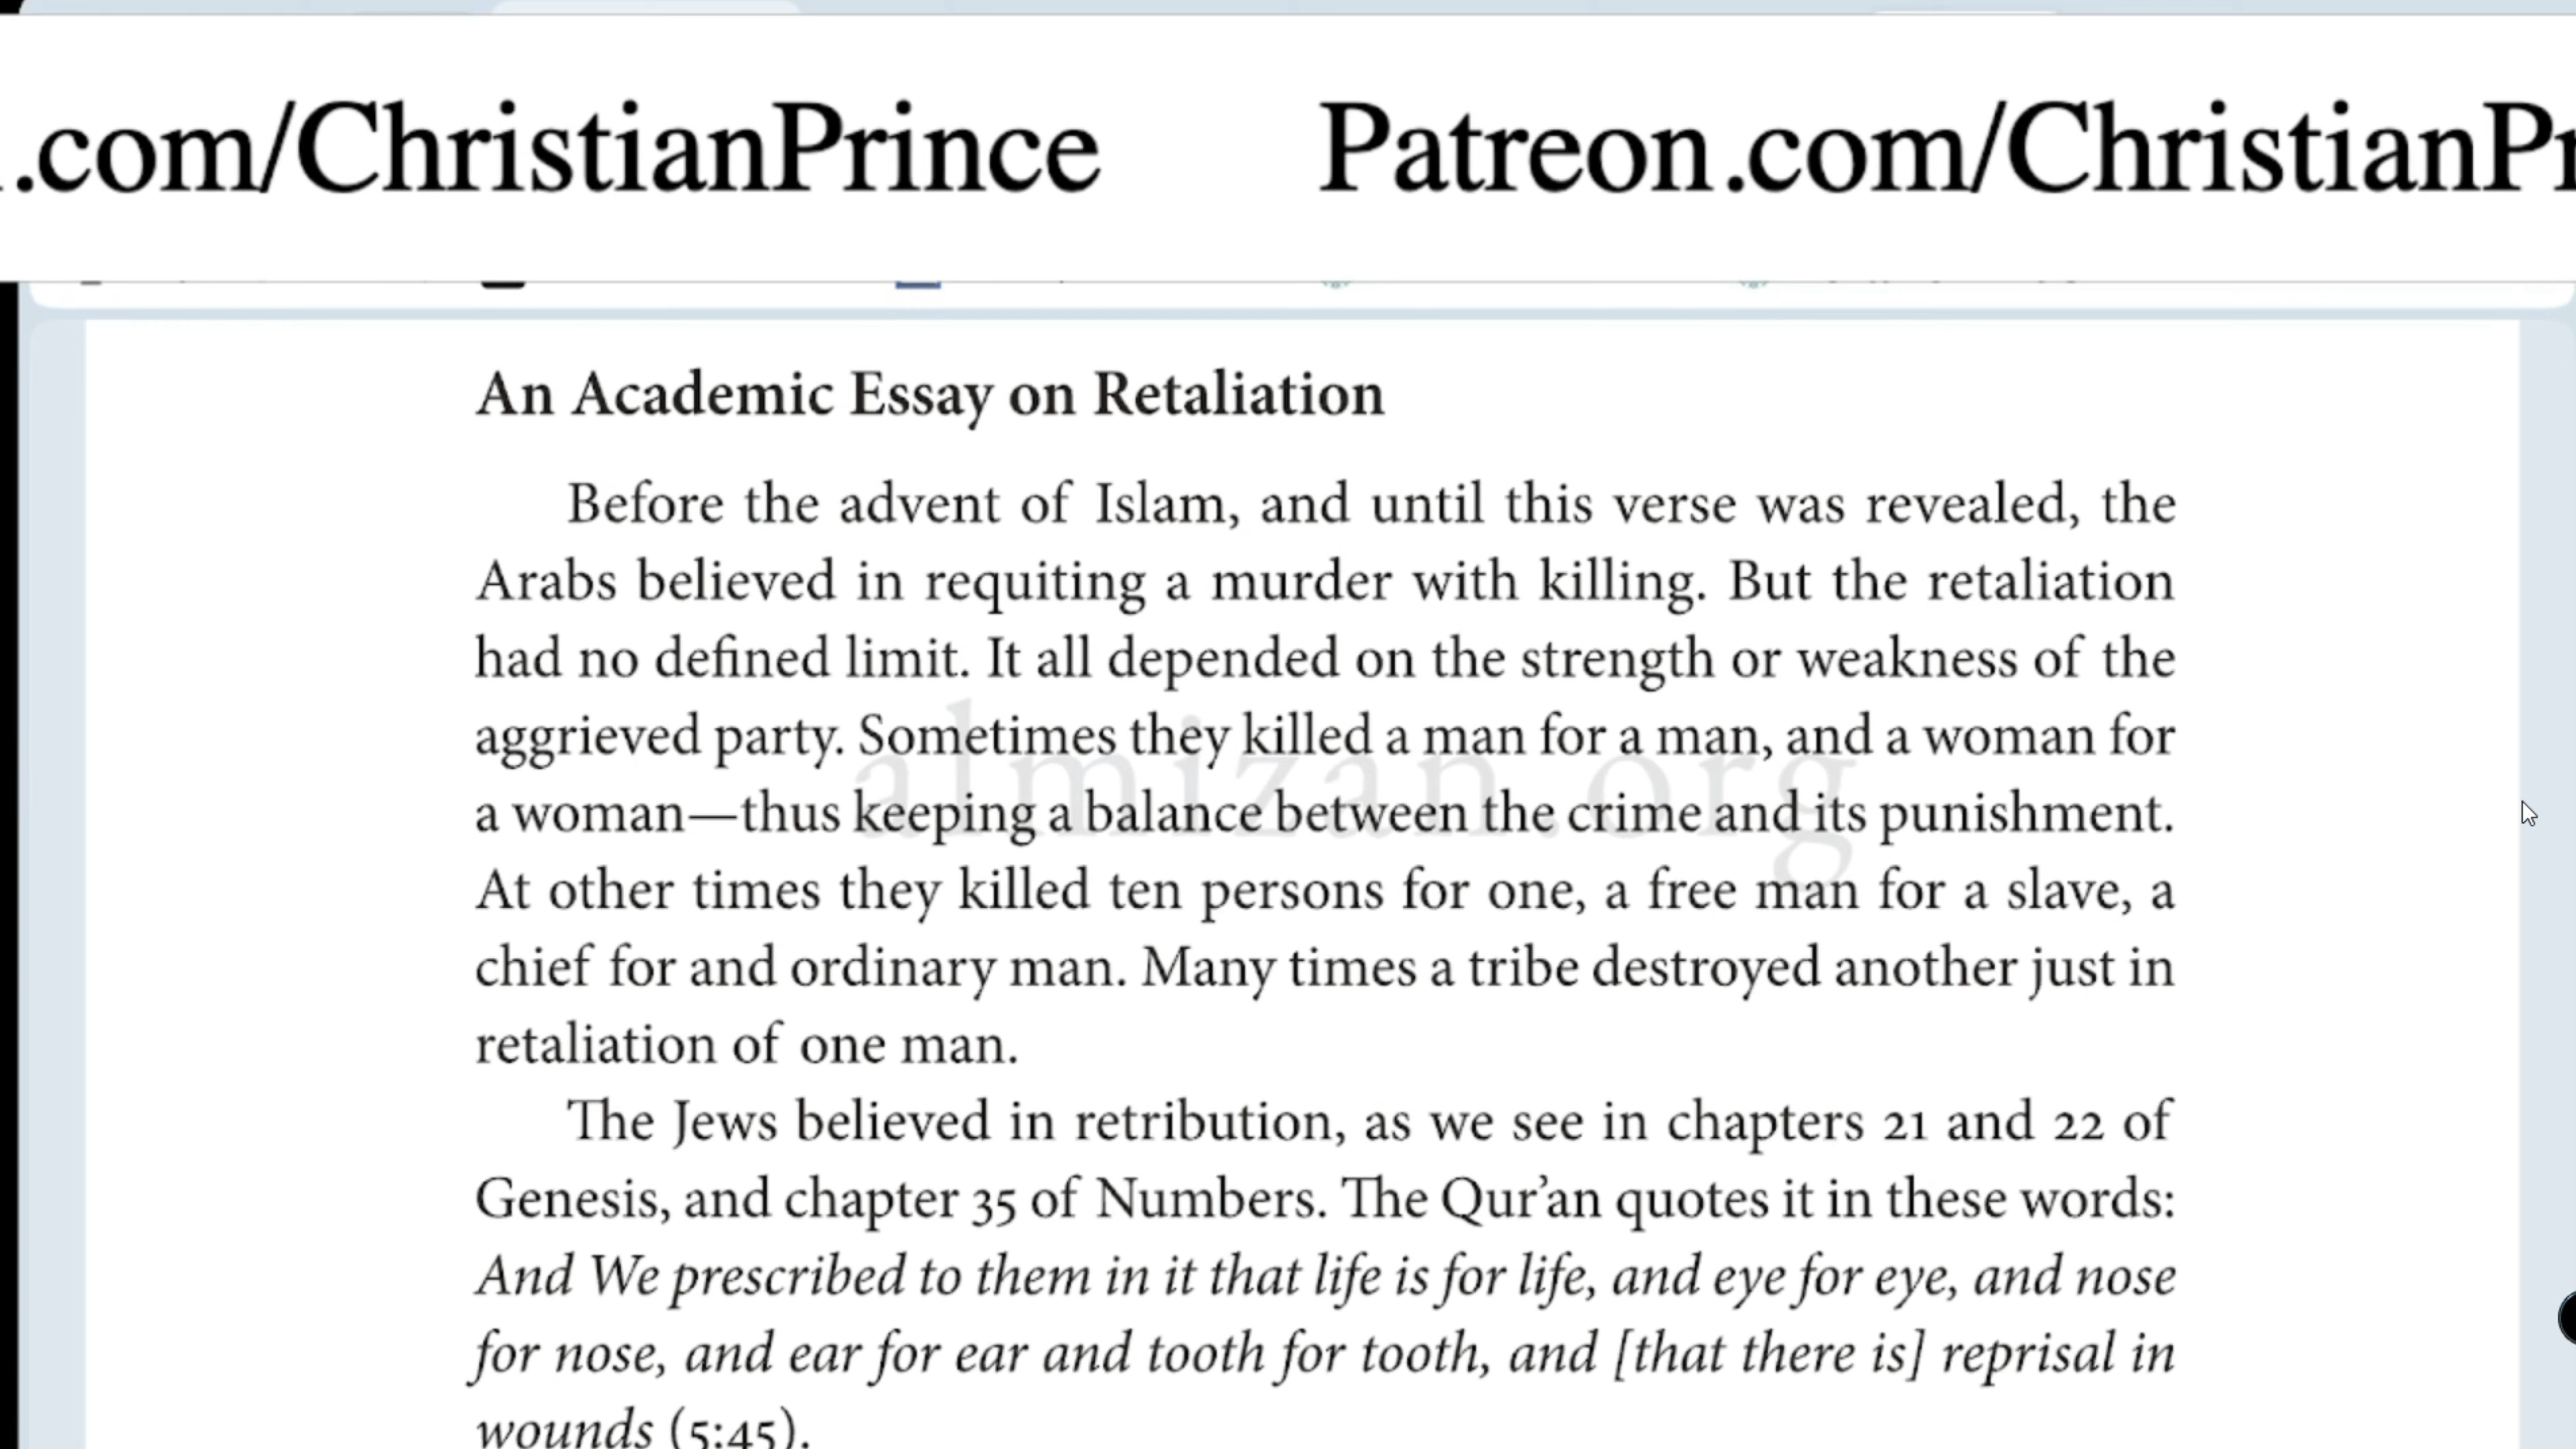 .com/ChristianPrince Patreon.com/ChristianPr
An Academic Essay on Retaliation
Before the advent of Islam, and until this verse was revealed, the
Arabs believed in requiting a murder with killing. But the retaliation
had no defined limit. It all depended on the strength or weakness of the
aggrieved party. Sometimes they killed a man for a man, and a woman for
a woman—thus keeping a balance between the crime and its punishment.
At other times they killed ten persons for one, a free man for a slave, a
chief for and ordinary man. Many times a tribe destroyed another just in
retaliation of one man.
The Jews believed in retribution, as we see in chapters 21 and 22 of
Genesis, and chapter 35 of Numbers. The Qur’an quotes it in these words:
And We prescribed to them in it that life is for life, and eye for eye, and nose
for nose, and ear for ear and tooth for tooth, and [that there is] reprisal in
wounds (5:45).
almizan.org